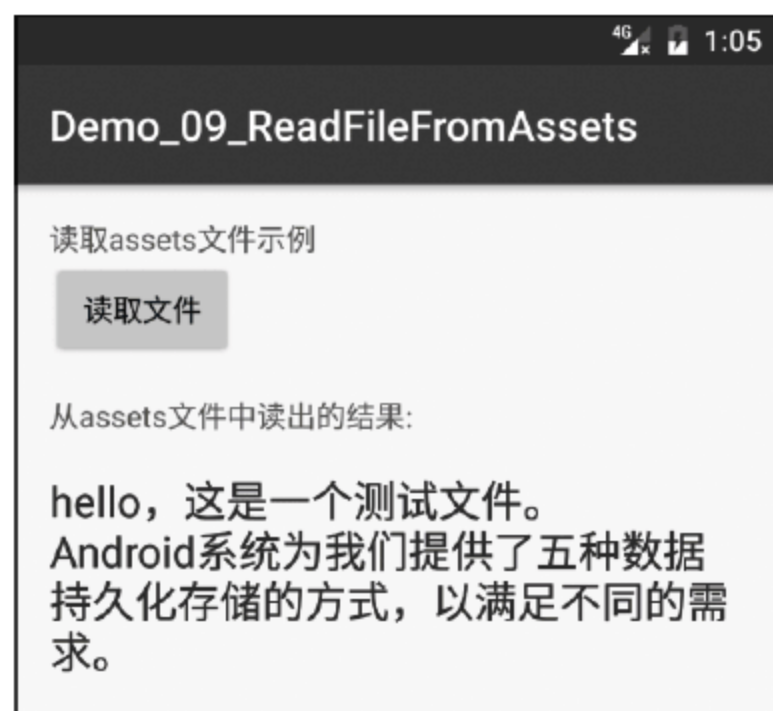 4G 1:05
Demo_09_ReadFileFromAssets
读取assets文件示例
读取文件
从assets文件中读出的结果:
hello，这是一个测试文件。
Android系统为我们提供了五种数据
持久化存储的方式，以满足不同的需
求。